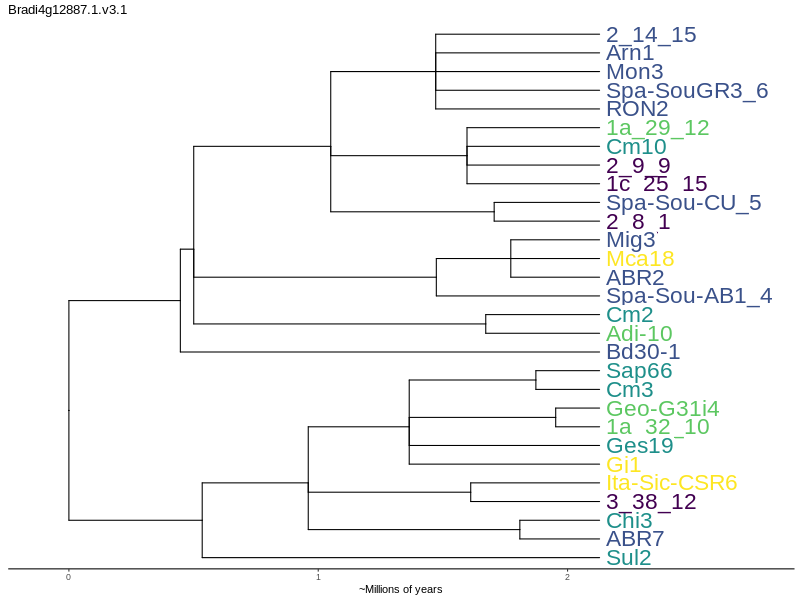 Bradi4g12887.1.v3.1
2_14_15
Arn1
Mon3
Spa-SouGR3_6
RON2
1a_29_12
Cm10
2_9_9
1c_25_15
Spa-Sou-CU_5
2_8_1
Mig3
Mca18
ABR2
Spa-Sou-AB1_4
Cm2
Adi-10
Bd30-1
Sap66
Cm3
Geo-G31i4
1a_32_10
Ges19
Gi1
Ita-Sic-CSR6
3_38_12
Chi3
ABR7
Sul2
0 1 2
~Millions of years